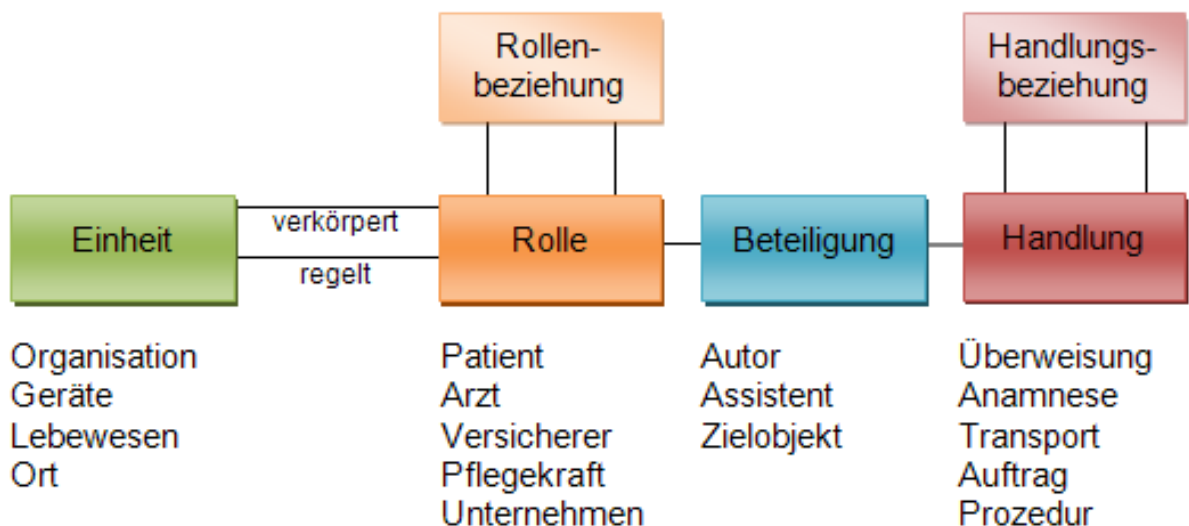 Rollen-
beziehung
Handlungs-
beziehung
Einheit
verkörpert
regelt
Rolle
Beteiligung
Handlung
Organisation
Geräte
Lebewesen
Ort
Patient
Arzt
Versicherer
Pflegekraft
Unternehmen
Autor
Assistent
Zielobjekt
Überweisung
Anamnese
Transport
Auftrag
Prozedur